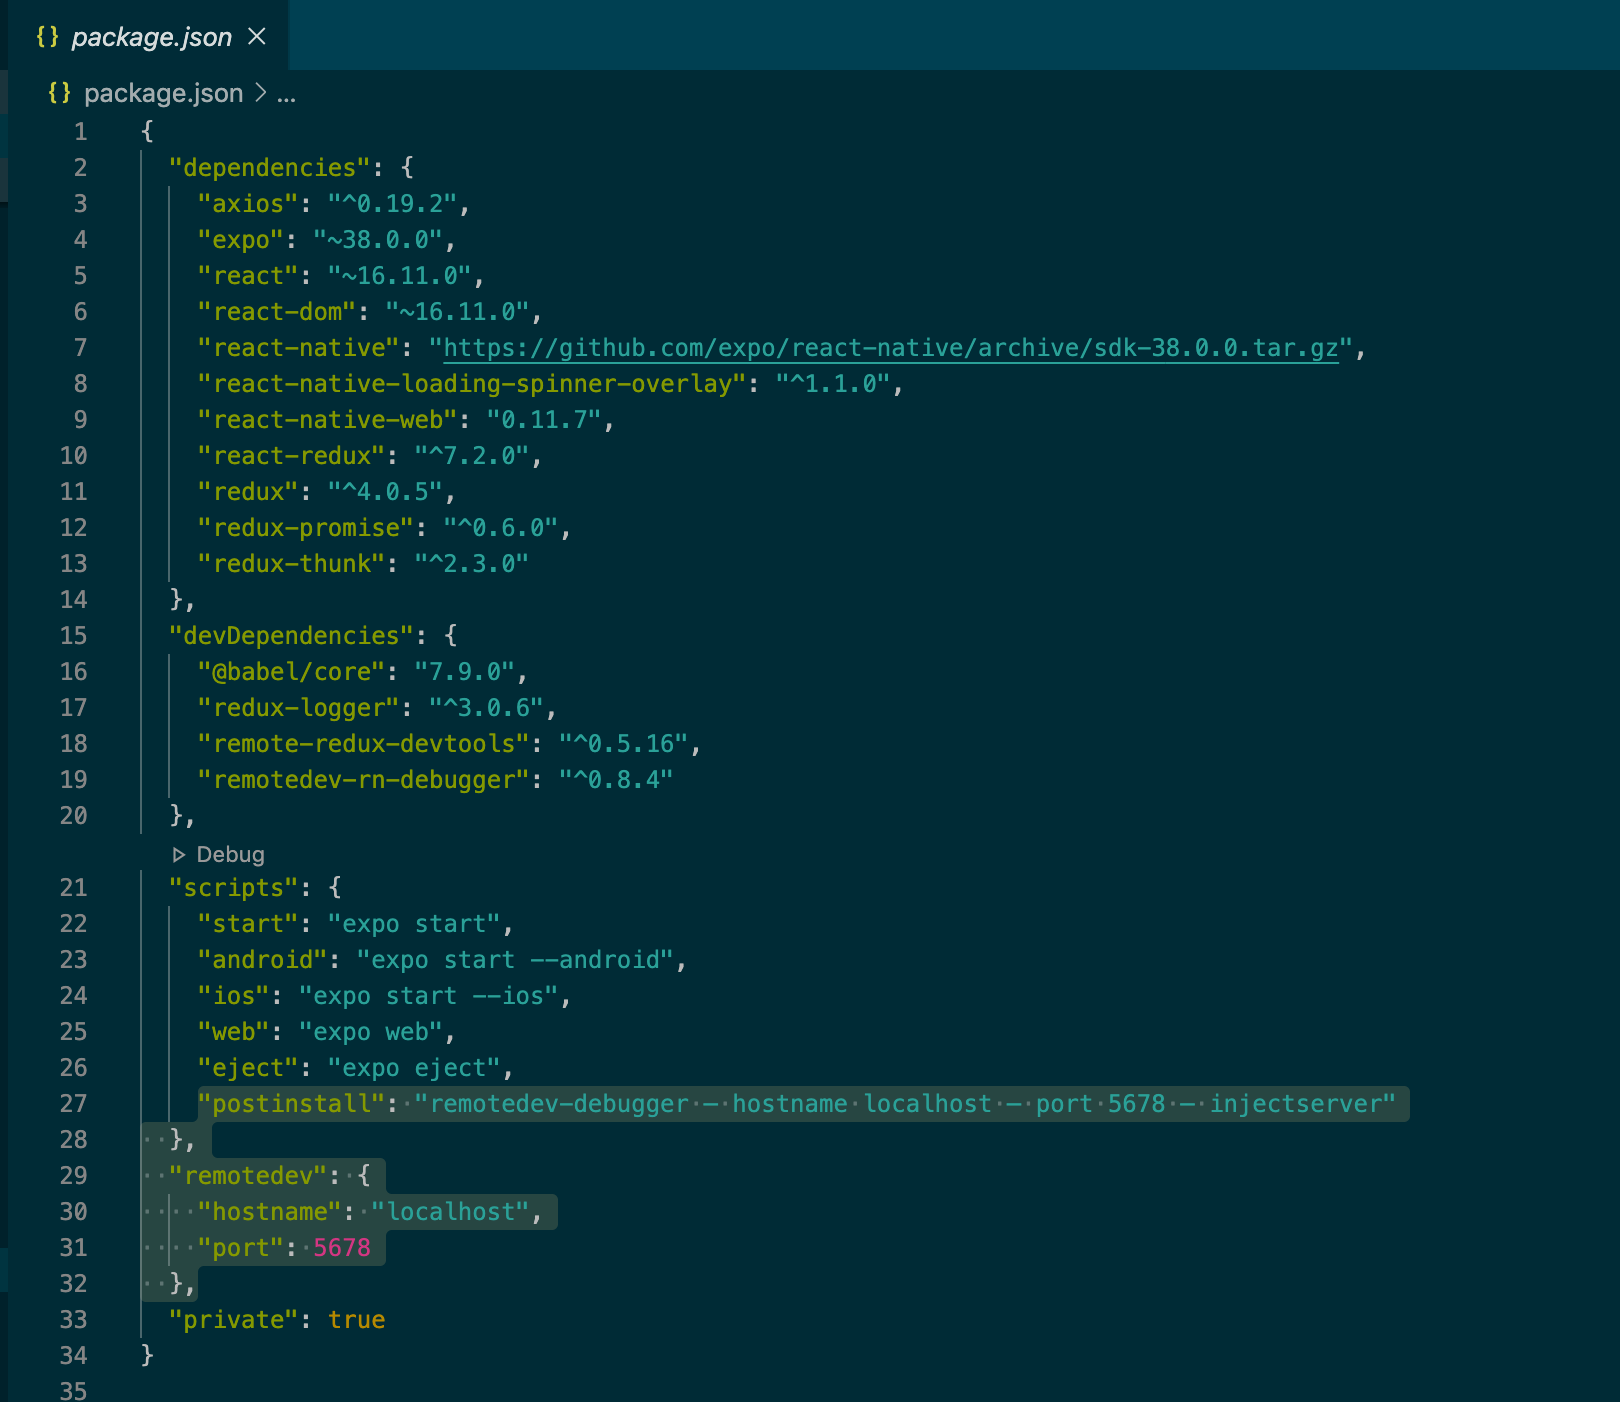 {} package.json ×
{} package.json > ...
1 {
2 "dependencies": {
3 "axios": "^0.19.2",
4 "expo": "~38.0.0",
5 "react": "~16.11.0",
6 "react-dom": "~16.11.0",
7 "react-native": "https://github.com/expo/react-native/archive/sdk-38.0.0.tar.gz",
8 "react-native-loading-spinner-overlay": "^1.1.0",
9 "react-native-web": "0.11.7",
10 "react-redux": "^7.2.0",
11 "redux": "^4.0.5",
12 "redux-promise": "^0.6.0",
13 "redux-thunk": "^2.3.0"
14 },
15 "devDependencies": {
16 "@babel/core": "7.9.0",
17 "redux-logger": "^3.0.6",
18 "remote-redux-devtools": "^0.5.16",
19 "remotedev-rn-debugger": "^0.8.4"
20 },
Debug
21 "scripts": {
22 "start": "expo start",
23 "android": "expo start --android",
24 "ios": "expo start --ios",
25 "web": "expo web",
26 "eject": "expo eject",
27 "postinstall": "remotedev-debugger — hostname localhost — port 5678 — injectserver"
28 },
29 "remotedev": {
30 "hostname": "localhost",
31 "port": 5678
32 },
33 "private": true
34 }
35